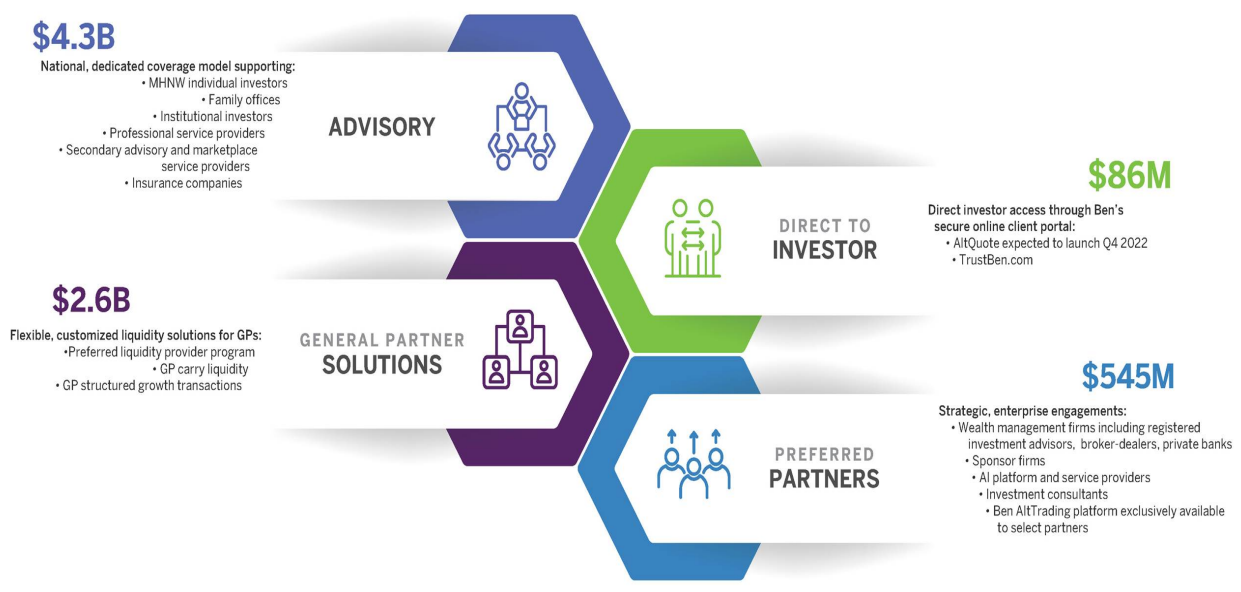 $4.3B
National, dedicated coverage model supporting:
• MHNW individual investors
• Family offices
• Institutional investors
• Professional service providers
• Secondary advisory and marketplace
service providers
• Insurance companies
ADVISORY
$86M
Direct investor access through Ben's
secure online client portal:
• AltQuote expected to launch Q4 2022
• TrustBen.com
DIRECT TO
INVESTOR
$2.6B
Flexible, customized liquidity solutions for GPs:
•Preferred liquidity provider program
• GP carry liquidity
• GP structured growth transactions
GENERAL PARTNER
SOLUTIONS
$545M
Strategic, enterprise engagements:
• Wealth management firms including registered
investment advisors, broker-dealers, private banks
• Sponsor firms
• AI platform and service providers
• Investment consultants
• Ben AltTrading platform exclusively available
to select partners
PREFERRED
PARTNERS